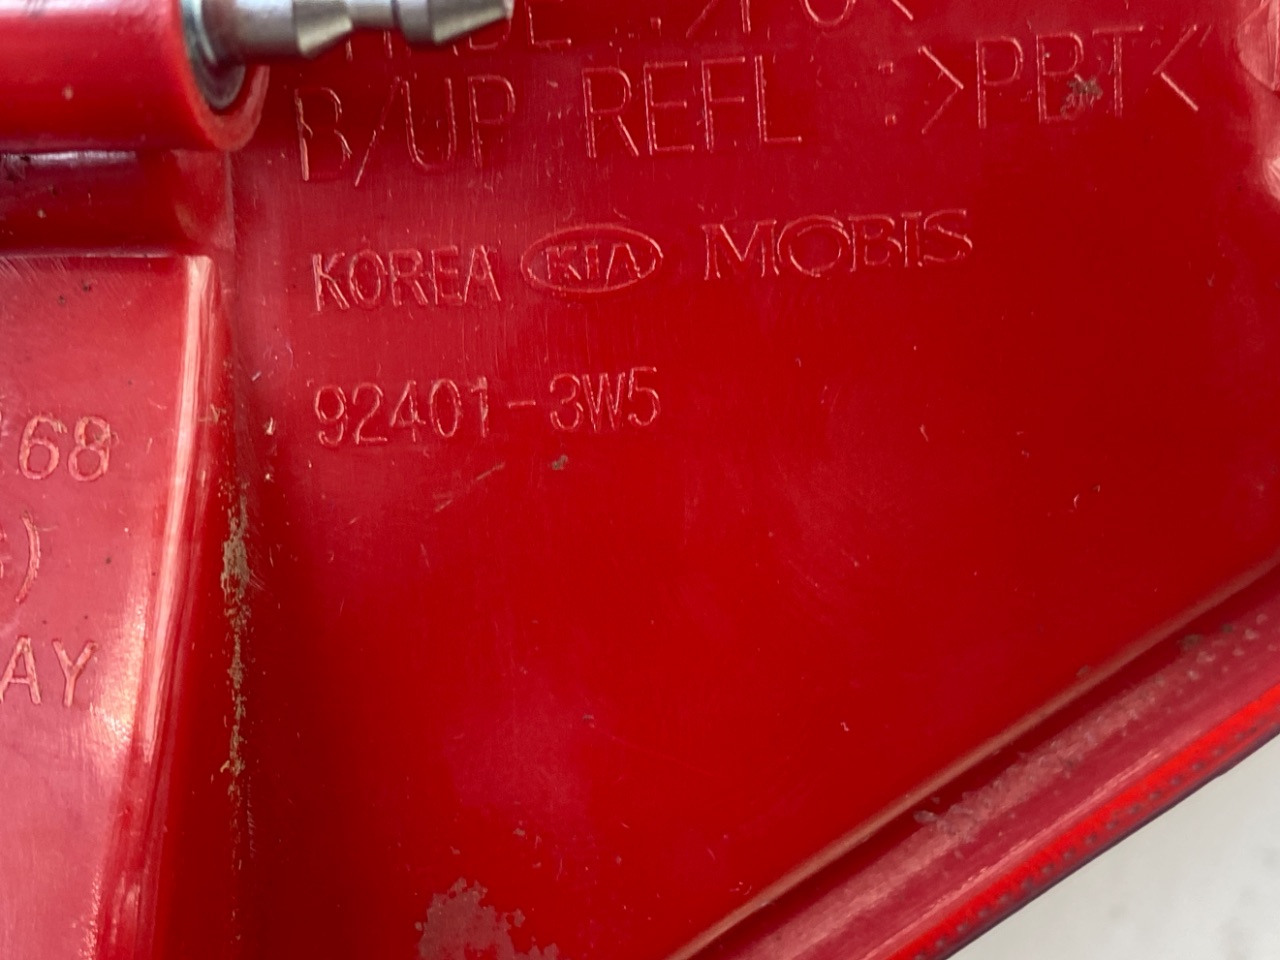 B/UP REFL : >PBT<
KOREA KIA MOBIS
92401-3W5
68
AY